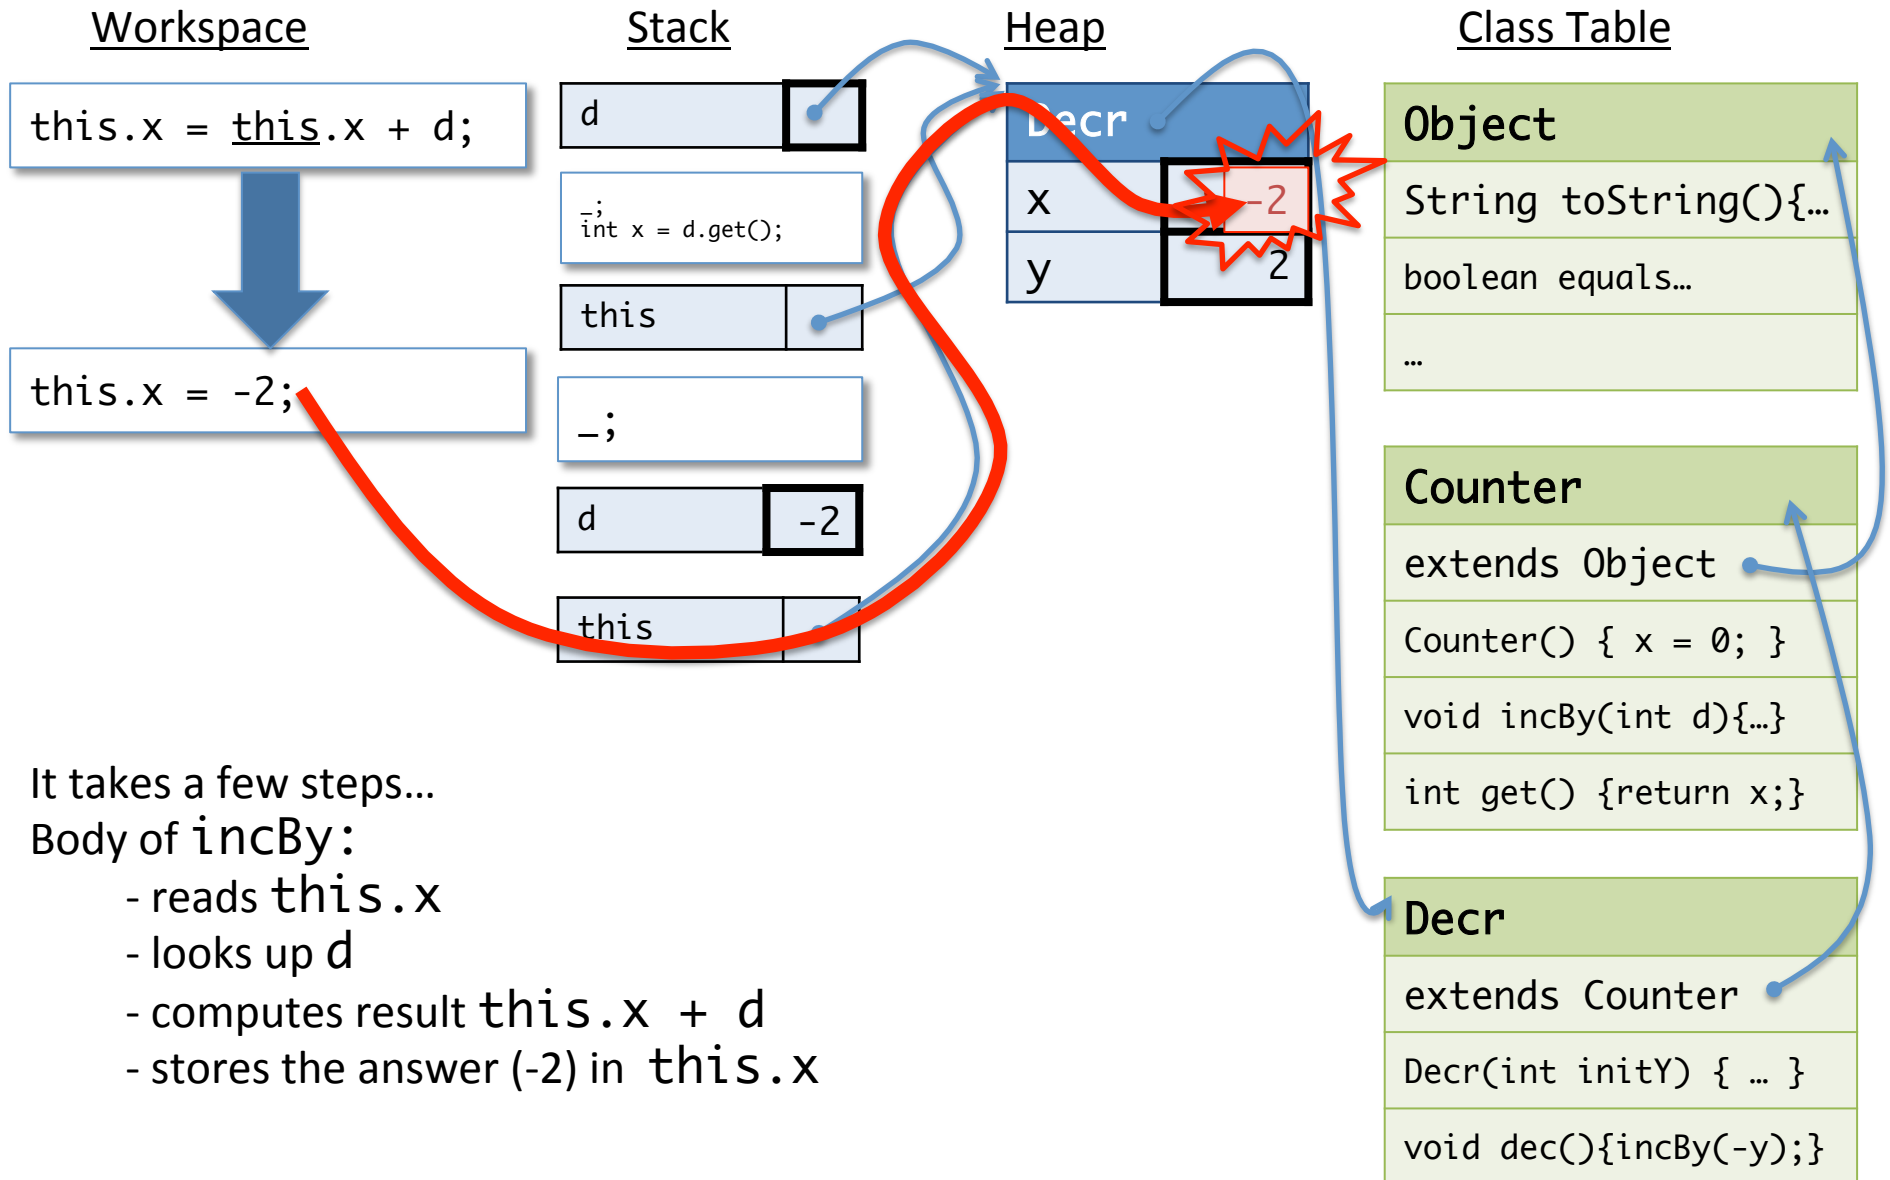 Workspace
Stack
Heap
Class Table
this.x = this.x + d;
this.x = -2;
d
_;
int x = d.get();
this
_;
d -2
this
Decr
x -2
y 2
Object
String toString(){…
boolean equals…
…
Counter
extends Object
Counter() { x = 0; }
void incBy(int d){…}
int get() {return x;}
Decr
extends Counter
Decr(int initY) { … }
void dec(){incBy(-y);}
It takes a few steps…
Body of incBy:
- reads this.x
- looks up d
- computes result this.x + d
- stores the answer (-2) in this.x